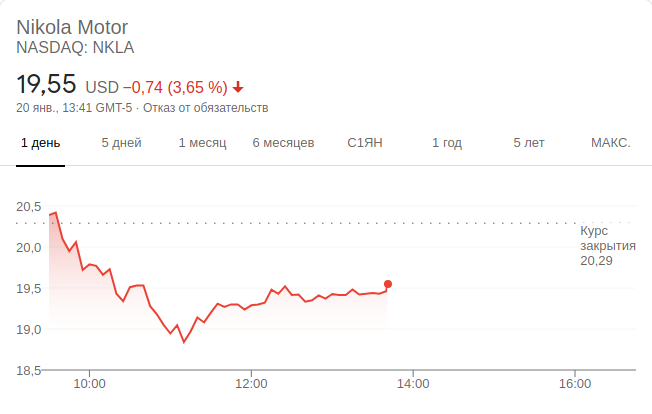 Nikola Motor
NASDAQ: NKLA
19,55 USD −0,74 (3,65 %)
20 янв., 13:41 GMT-5 · Отказ от обязательств
1 день 5 дней 1 месяц 6 месяцев С1ЯН 1 год 5 лет МАКС.
20,5
Курс
закрытия
20,29
20,0
19,5
19,0
18,5
10:00 12:00 14:00 16:00